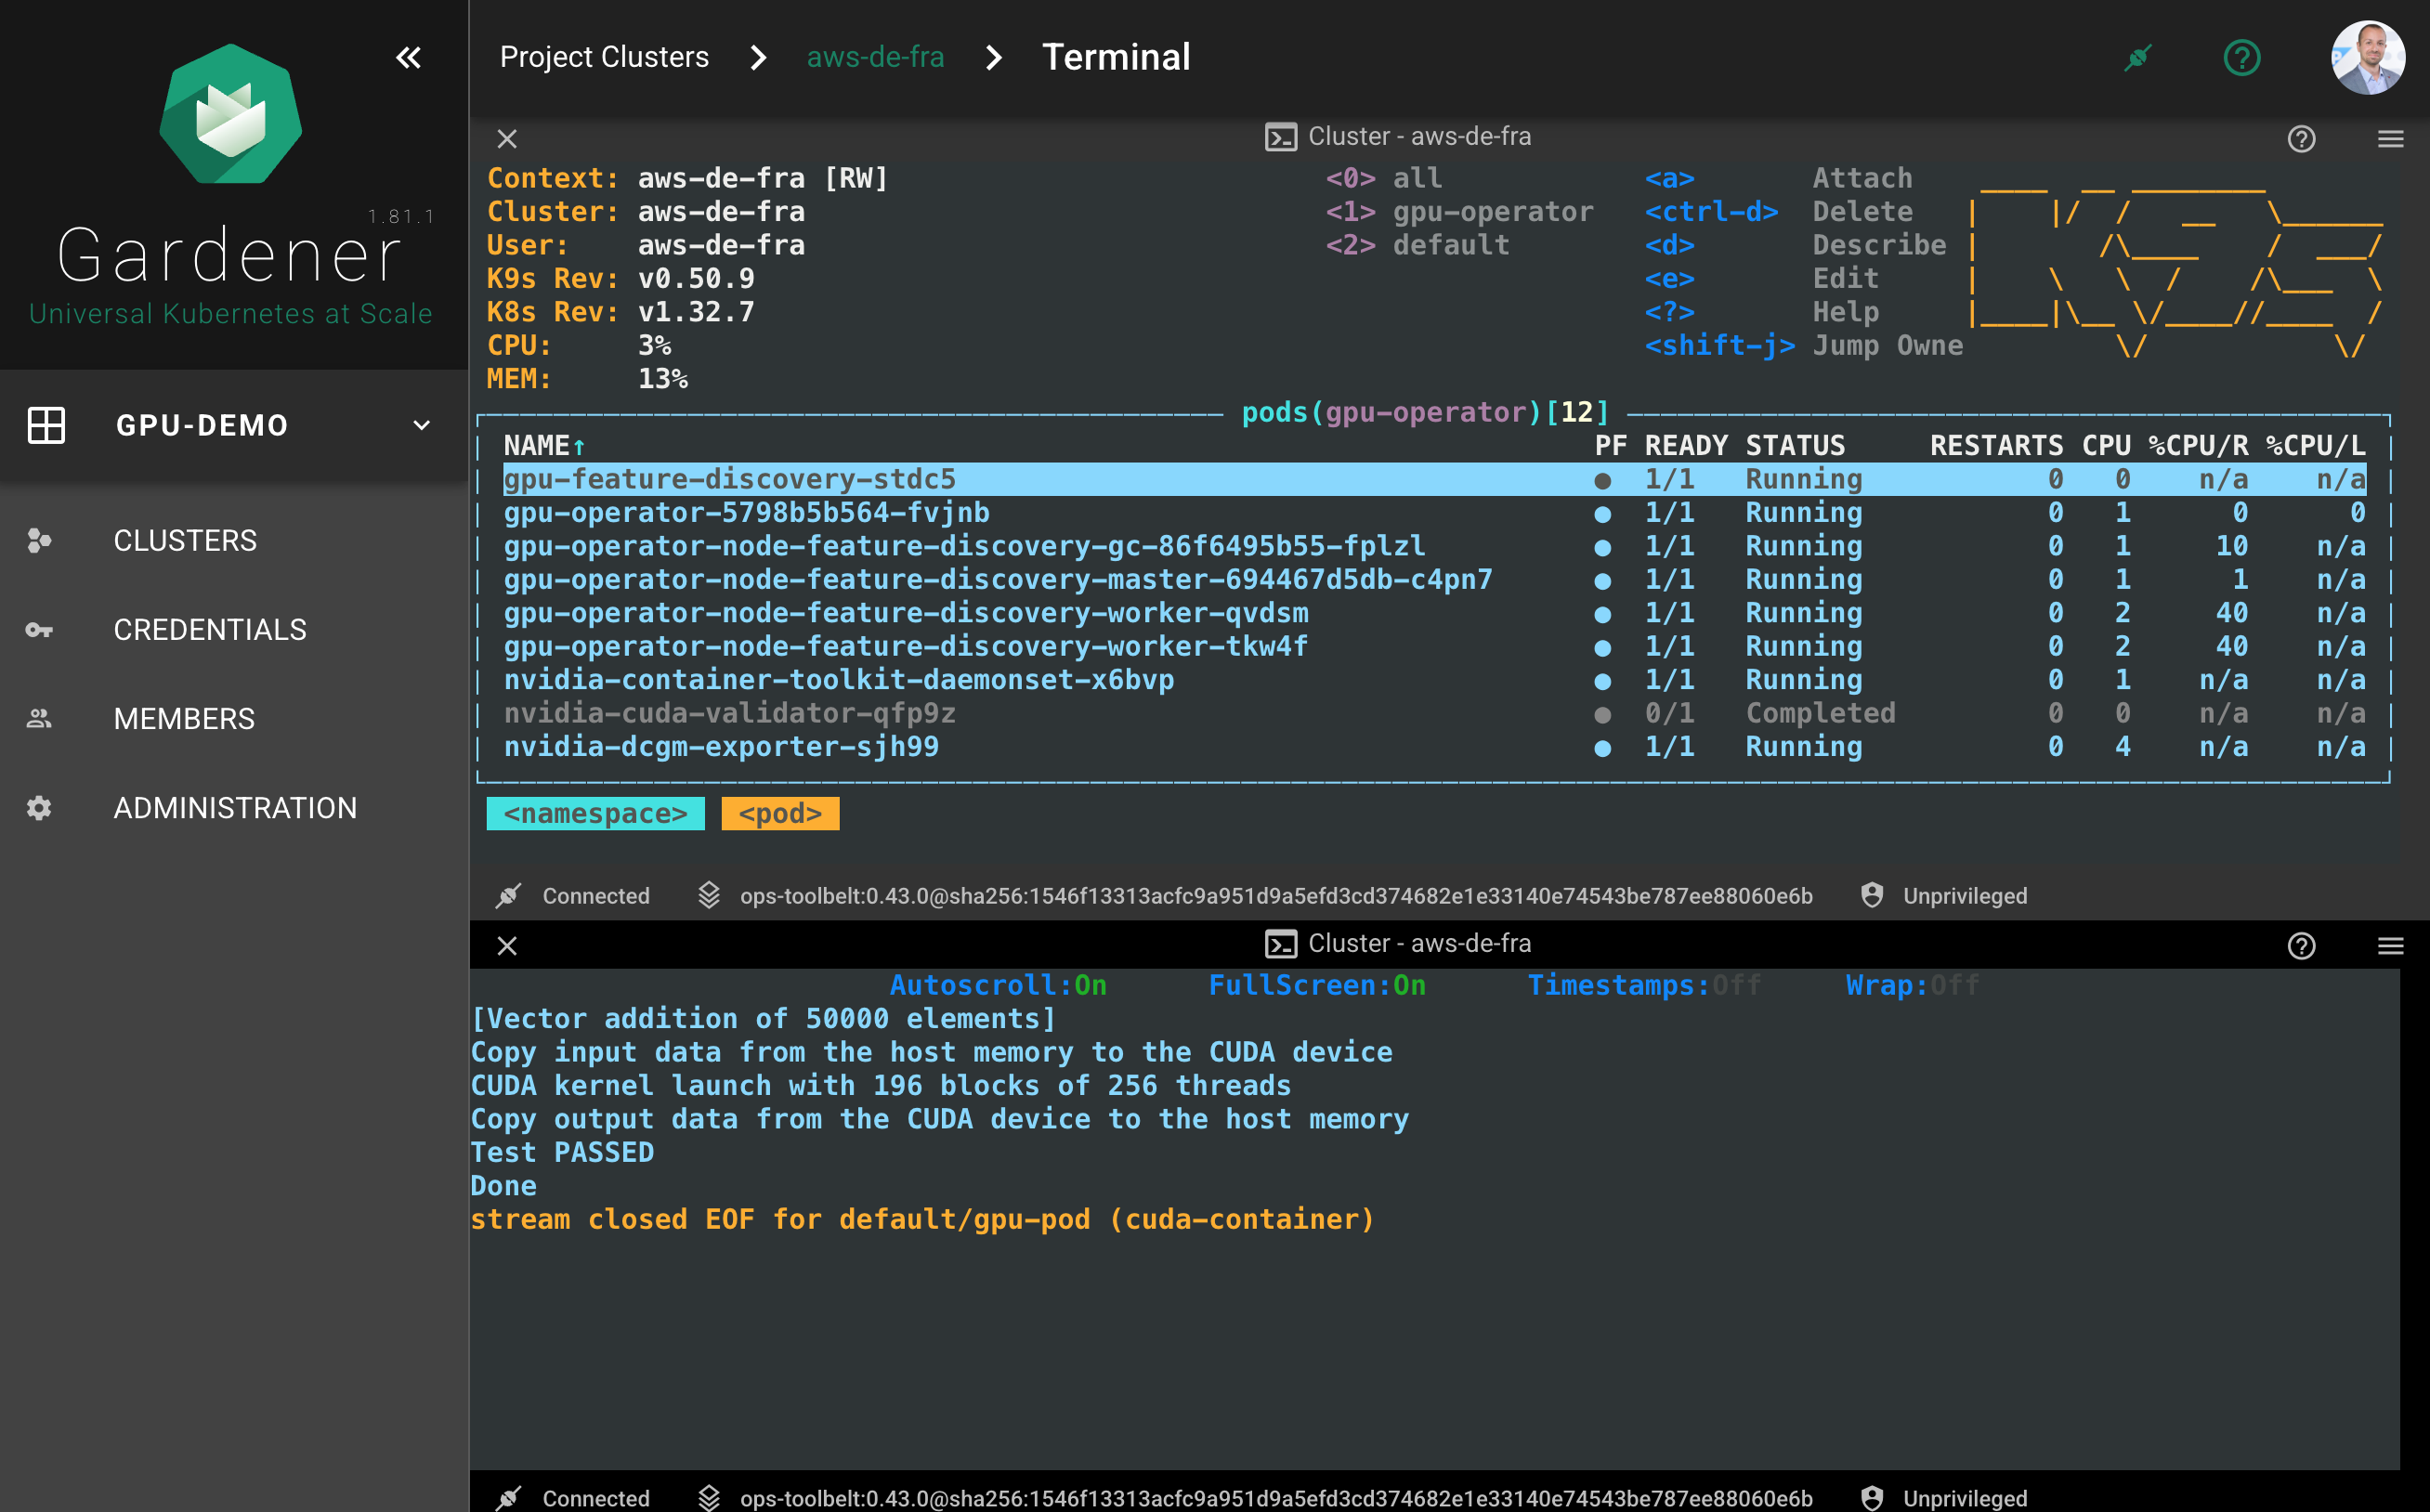 1.81.1
Gardener
Universal Kubernetes at Scale
GPU-DEMO
CLUSTERS
CREDENTIALS
MEMBERS
ADMINISTRATION
Project Clusters aws-de-fra Terminal
Cluster - aws-de-fra
Context: aws-de-fra [RW] <0> all <a> Attach
Cluster: aws-de-fra <1> gpu-operator <ctrl-d> Delete
User: aws-de-fra <2> default <d> Describe
K9s Rev: v0.50.9 <e> Edit
K8s Rev: v1.32.7 <?> Help
CPU: 3% <shift-j> Jump Owne
MEM: 13%
pods(gpu-operator)[12]
NAME↑ PF READY STATUS RESTARTS CPU %CPU/R %CPU/L
gpu-feature-discovery-stdc5 ● 1/1 Running 0 0 n/a n/a
gpu-operator-5798b5b564-fvjnb ● 1/1 Running 0 1 0 0
gpu-operator-node-feature-discovery-gc-86f6495b55-fplzl ● 1/1 Running 0 1 10 n/a
gpu-operator-node-feature-discovery-master-694467d5db-c4pn7 ● 1/1 Running 0 1 1 n/a
gpu-operator-node-feature-discovery-worker-qvdsm ● 1/1 Running 0 2 40 n/a
gpu-operator-node-feature-discovery-worker-tkw4f ● 1/1 Running 0 2 40 n/a
nvidia-container-toolkit-daemonset-x6bvp ● 1/1 Running 0 1 n/a n/a
nvidia-cuda-validator-qfp9z ● 0/1 Completed 0 0 n/a n/a
nvidia-dcgm-exporter-sjh99 ● 1/1 Running 0 4 n/a n/a
<namespace> <pod>
Connected ops-toolbelt:0.43.0@sha256:1546f13313acfc9a951d9a5efd3cd374682e1e33140e74543be787ee88060e6b Unprivileged
Cluster - aws-de-fra
Autoscroll:On FullScreen:On Timestamps:Off Wrap:Off
[Vector addition of 50000 elements]
Copy input data from the host memory to the CUDA device
CUDA kernel launch with 196 blocks of 256 threads
Copy output data from the CUDA device to the host memory
Test PASSED
Done
stream closed EOF for default/gpu-pod (cuda-container)
Connected ops-toolbelt:0.43.0@sha256:1546f13313acfc9a951d9a5efd3cd374682e1e33140e74543be787ee88060e6b Unprivileged